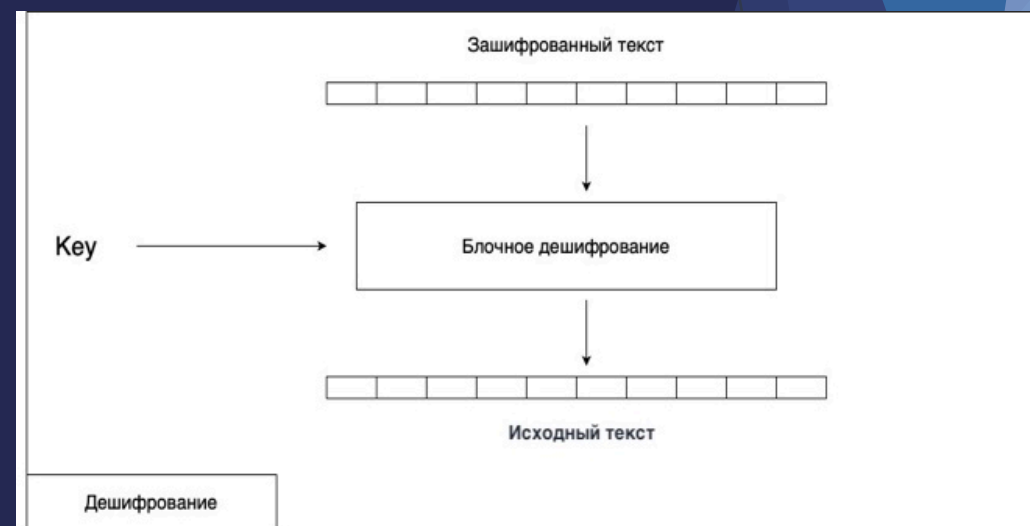 Зашифрованный текст
Key
Блочное дешифрование
Исходный текст
Дешифрование